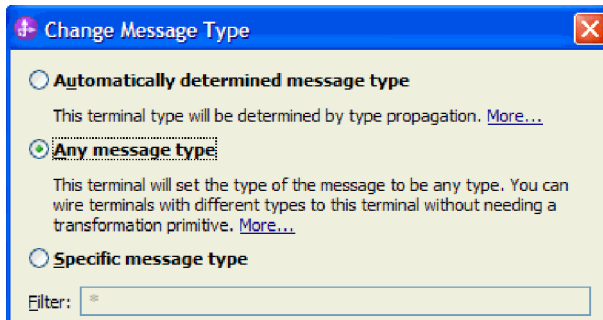 Change Message Type
Automatically determined message type
This terminal type will be determined by type propagation. More...
Any message type
This terminal will set the type of the message to be any type. You can
wire terminals with different types to this terminal without needing a
transformation primitive. More...
Specific message type
Filter: *